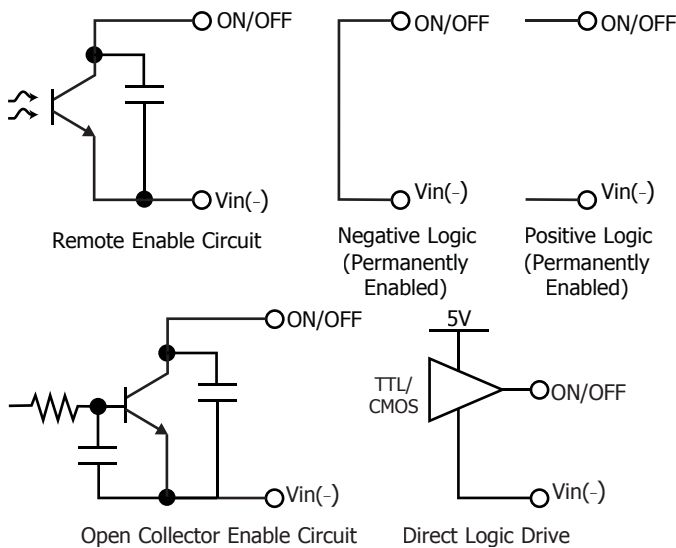 ON/OFF
Vin(-)
Remote Enable Circuit
ON/OFF
Vin(-)
Negative Logic
(Permanently
Enabled)
ON/OFF
Vin(-)
Positive Logic
(Permanently
Enabled)
ON/OFF
Vin(-)
Open Collector Enable Circuit
5V
TTL/
CMOS
ON/OFF
Vin(-)
Direct Logic Drive